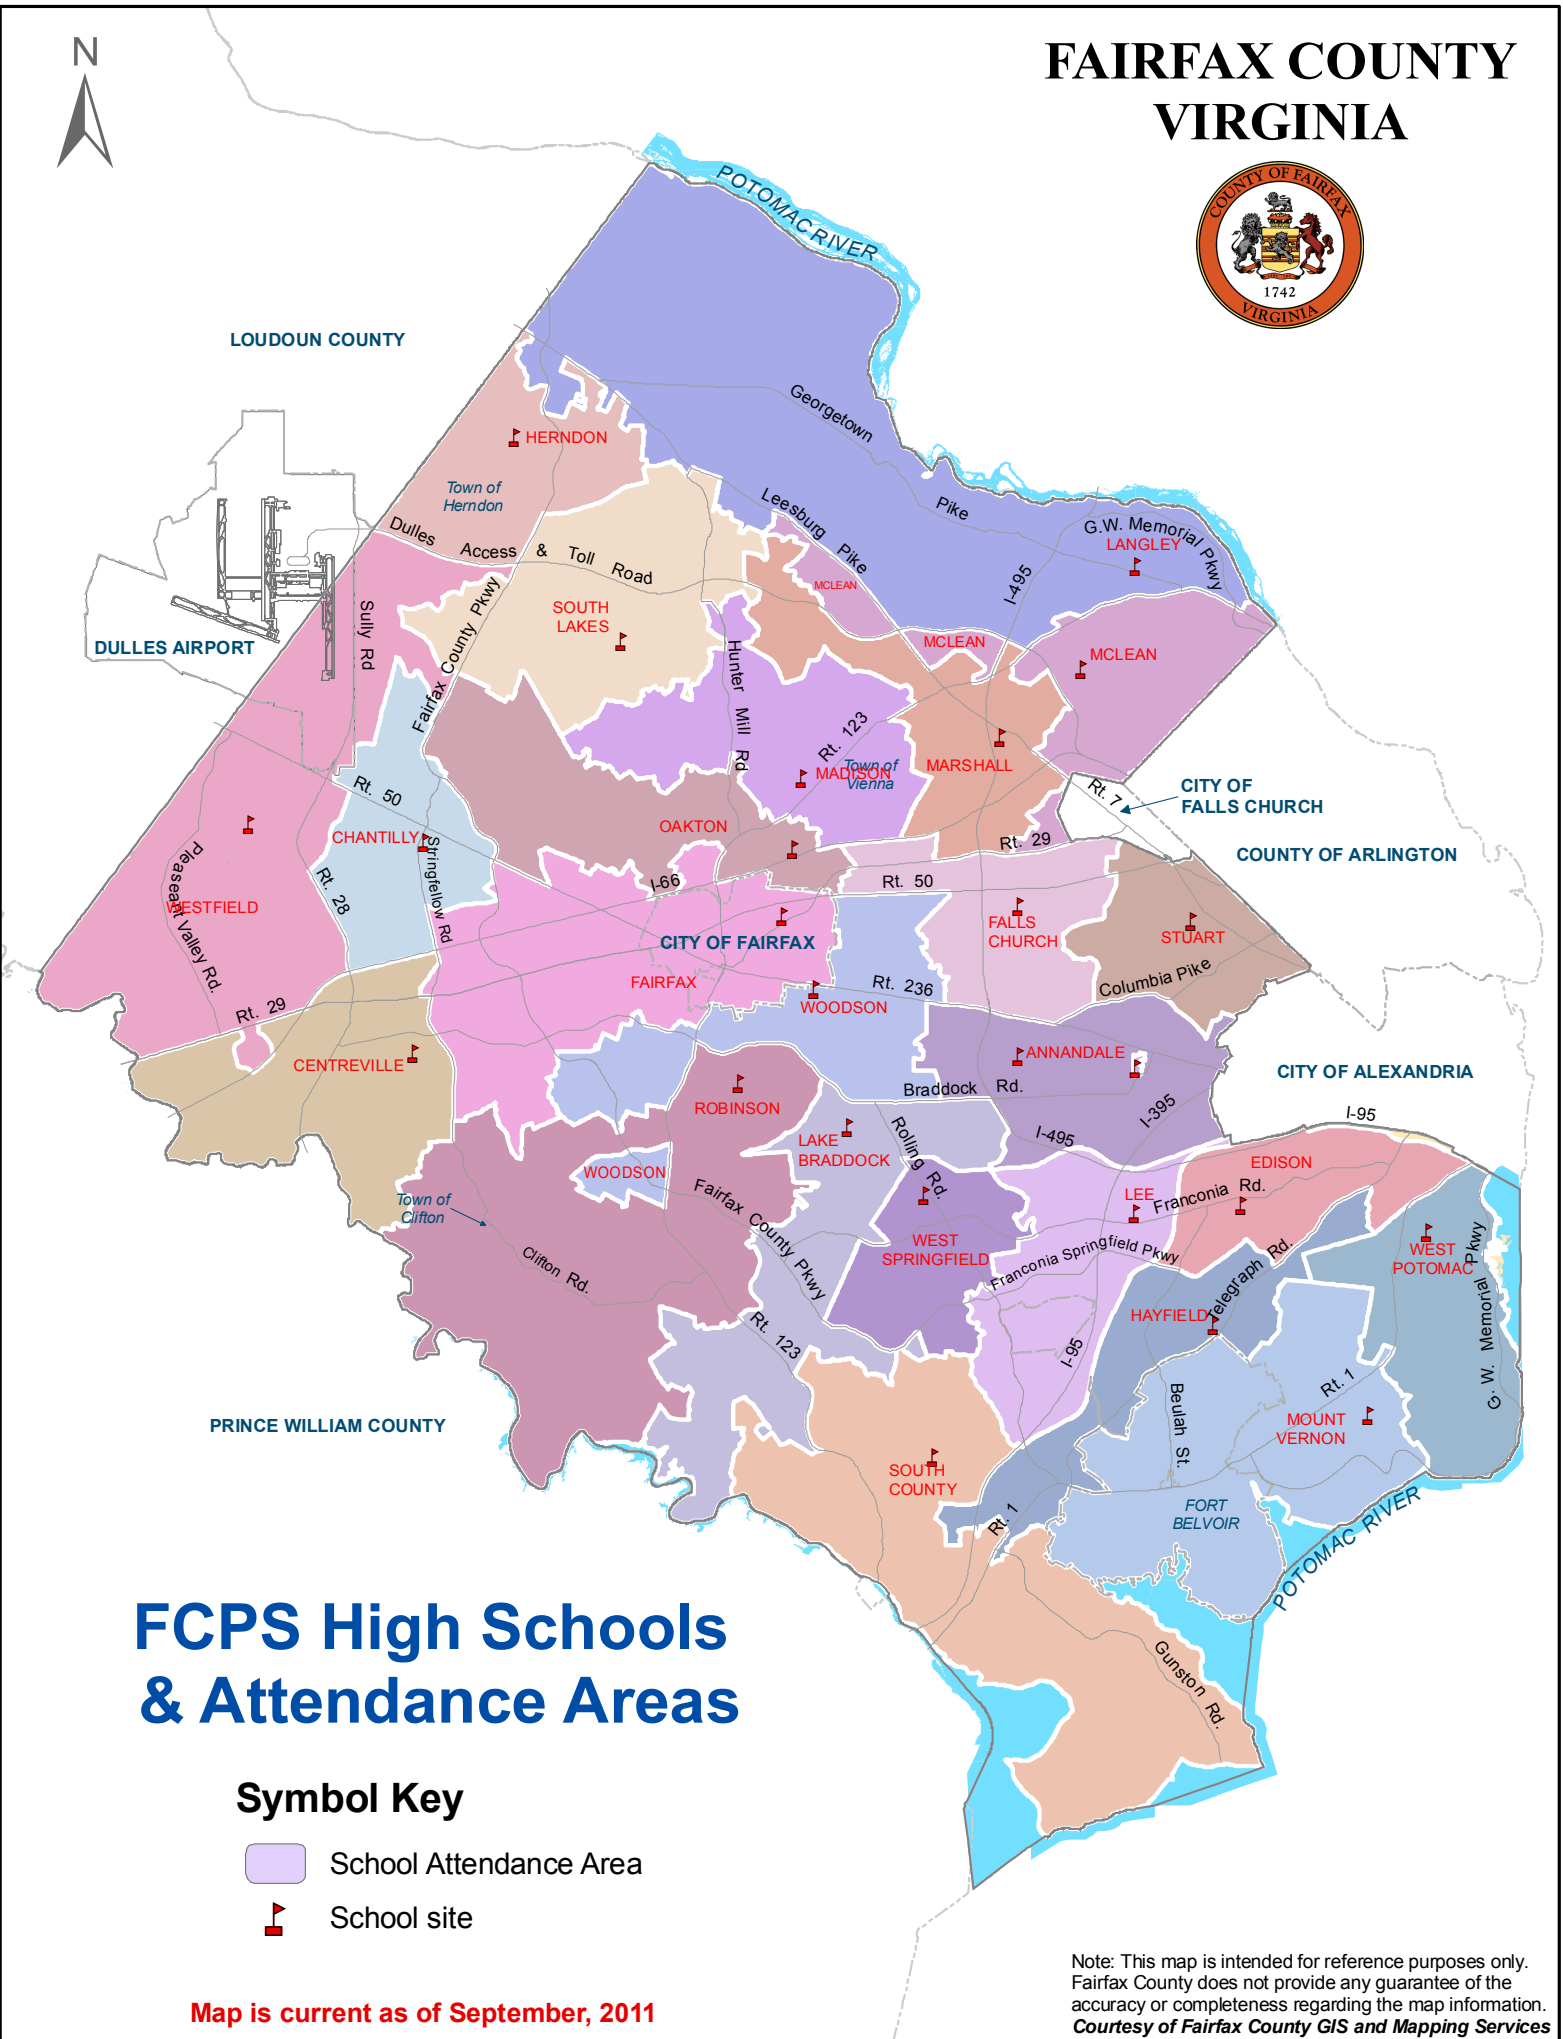 N
FAIRFAX COUNTY
VIRGINIA
COUNTY OF FAIRFAX
1742
VIRGINIA
POTOMAC RIVER
LOUDOUN COUNTY
Georgetown
Pike
HERNDON
Town of
Herndon
Leesburg Pike
G.W. Memorial Pkwy
LANGLEY
Dulles Access & Toll Road
I-495
MCLEAN
SOUTH
LAKES
Sully Rd
Fairfax County Pkwy
DULLES AIRPORT
Hunter Mill Rd
MCLEAN
MCLEAN
Rt. 123
Town of
Vienna
MADISON
MARSHALL
Rt. 50
Rt. 7
CITY OF
FALLS CHURCH
CHANTILLY
OAKTON
Rt. 29
COUNTY OF ARLINGTON
Stringfellow Rd
Pleaseant Valley Rd.
Rt. 28
I-66
Rt. 50
WESTFIELD
FALLS
CHURCH
STUART
CITY OF FAIRFAX
Columbia Pike
FAIRFAX
Rt. 236
WOODSON
Rt. 29
CENTREVILLE
ANNANDALE
CITY OF ALEXANDRIA
Braddock Rd.
ROBINSON
I-395
I-95
LAKE
BRADDOCK
Rolling Rd.
I-495
EDISON
WOODSON
Town of
Clifton
Fairfax County Pkwy
LEE
Franconia Rd.
WEST
SPRINGFIELD
Franconia Springfield Pkwy
WEST
POTOMAC
G. W. Memorial Pkwy
Clifton Rd.
Telegraph Rd.
HAYFIELD
Rt. 123
I-95
Beulah St.
Rt. 1
MOUNT
VERNON
PRINCE WILLIAM COUNTY
SOUTH
COUNTY
Rt. 1
FORT
BELVOIR
POTOMAC RIVER
Gunston Rd.
FCPS High Schools
& Attendance Areas
Symbol Key
School Attendance Area
School site
Map is current as of September, 2011
Note: This map is intended for reference purposes only.
Fairfax County does not provide any guarantee of the
accuracy or completeness regarding the map information.
Courtesy of Fairfax County GIS and Mapping Services